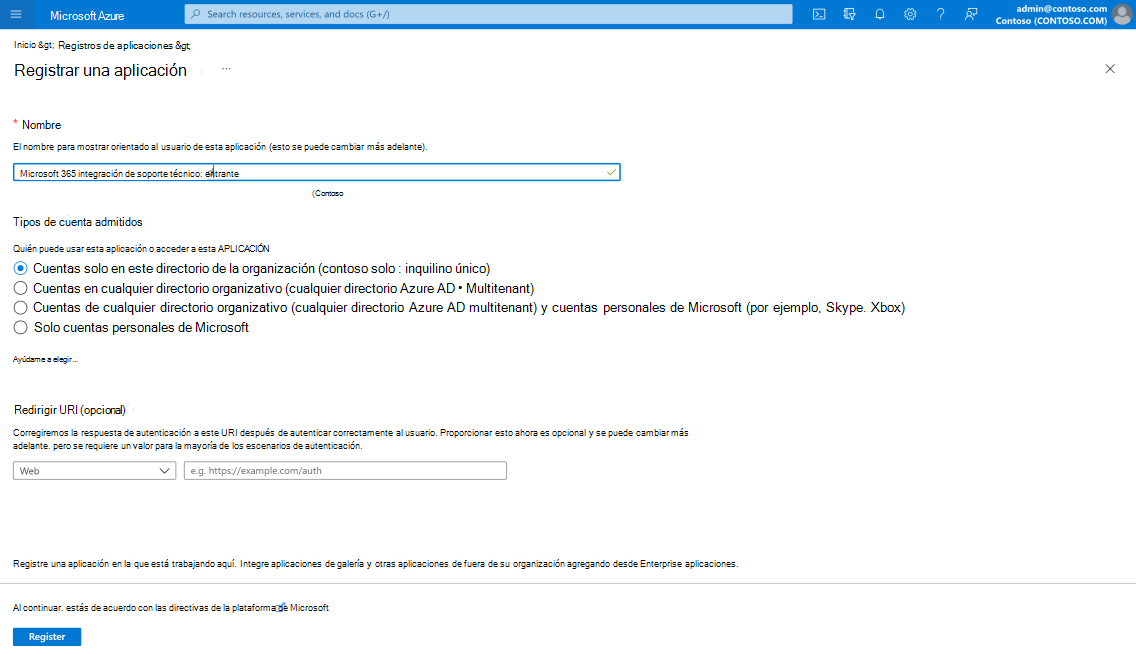 Microsoft Azure
Search resources, services, and docs (G+/)
admin@contoso.com
Contoso (CONTOSO.COM)
Inicio &gt; Registros de aplicaciones &gt;
Registrar una aplicación ...
* Nombre
El nombre para mostrar orientado al usuario de esta aplicación (esto se puede cambiar más adelante).
Microsoft 365 integración de soporte técnico: entrante
(Contoso
Tipos de cuenta admitidos
Quién puede usar esta aplicación o acceder a esta APLICACIÓN
Cuentas solo en este directorio de la organización (contoso solo : inquilino único)
Cuentas en cualquier directorio organizativo (cualquier directorio Azure AD • Multitenant)
Cuentas de cualquier directorio organizativo (cualquier directorio Azure AD multitenant) y cuentas personales de Microsoft (por ejemplo, Skype. Xbox)
Solo cuentas personales de Microsoft
Ayúdame a elegir...
Redirigir URI (opcional)
Corregiremos la respuesta de autenticación a este URI después de autenticar correctamente al usuario. Proporcionar esto ahora es opcional y se puede cambiar más
adelante. pero se requiere un valor para la mayoría de los escenarios de autenticación.
Web
e.g. https://example.com/auth
Registre una aplicación en la que está trabajando aquí. Integre aplicaciones de galería y otras aplicaciones de fuera de su organización agregando desde Enterprise aplicaciones.
Al continuar. estás de acuerdo con las directivas de la plataforma de Microsoft
Register